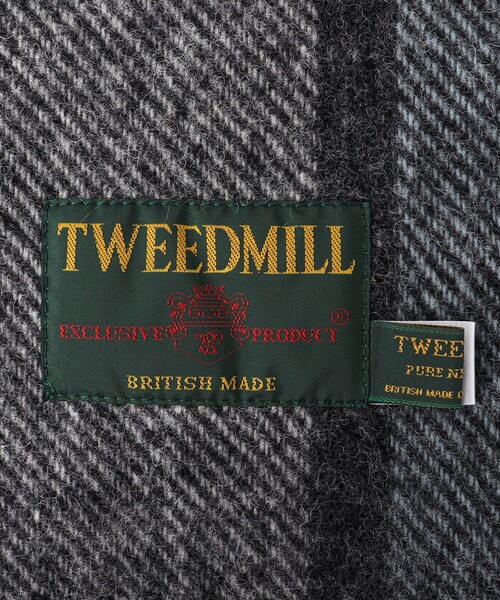 TWEEDMILL
EXCLUSIVE PRODUCT ©
BRITISH MADE
TWEED
PURE
BRITISH MADE